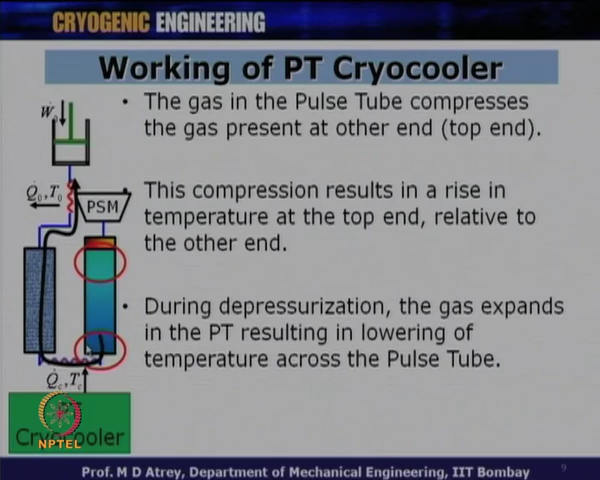 CRYOGENIC ENGINEERING
Working of PT Cryocooler
• The gas in the Pulse Tube compresses
the gas present at other end (top end).
This compression results in a rise in
temperature at the top end, relative to
the other end.
• During depressurization, the gas expands
in the PT resulting in lowering of
temperature across the Pulse Tube.
Q̇₀,T₀
PSM
Q̇c,Tc
Cryocooler
NPTEL
Prof. M D Atrey, Department of Mechanical Engineering, IIT Bombay
9